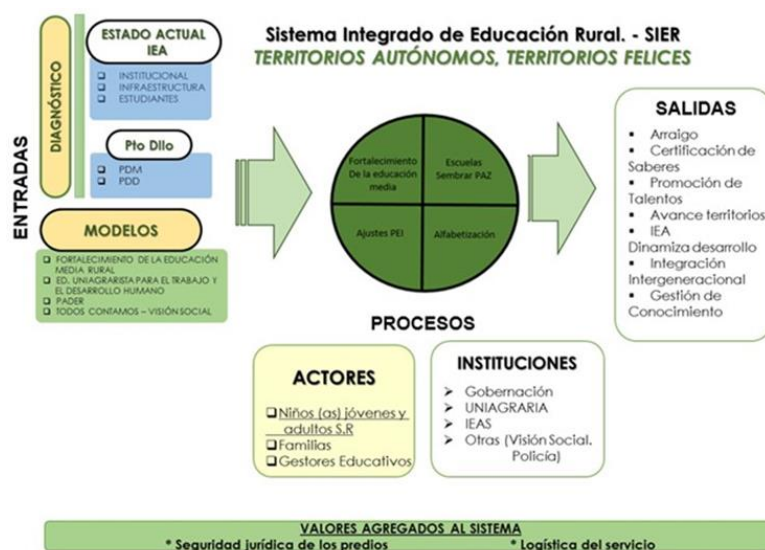 Sistema Integrado de Educación Rural. - SIER
TERRITORIOS AUTÓNOMOS, TERRITORIOS FELICES
ENTRADAS
DIAGNÓSTICO
ESTADO ACTUAL
IEA
INSTITUCIONAL
INFRAESTRUCTURA
ESTUDIANTES
Pto Dllo
PDM
PDD
MODELOS
FORTALECIMIENTO DE LA EDUCACIÓN
MEDIA RURAL
ED. UNIAGRARISTA PARA EL TRABAJO Y
EL DESARROLLO HUMANO
PADER
TODOS CONTAMOS – VISIÓN SOCIAL
Fortalecimiento
De la educación
media
Escuelas
Sembrar PAZ
Ajustes PEI
Alfabetización
PROCESOS
ACTORES
Niños (as) jóvenes y
adultos S.R
Familias
Gestores Educativos
INSTITUCIONES
Gobernación
UNIAGRARIA
IEAS
Otras (Visión Social.
Policía)
SALIDAS
Arraigo
Certificación de
Saberes
Promoción de
Talentos
Avance territorios
IEA
Dinamiza desarrollo
Integración
Intergeneracional
Gestión de
Conocimiento
VALORES AGREGADOS AL SISTEMA
* Seguridad jurídica de los predios * Logística del servicio